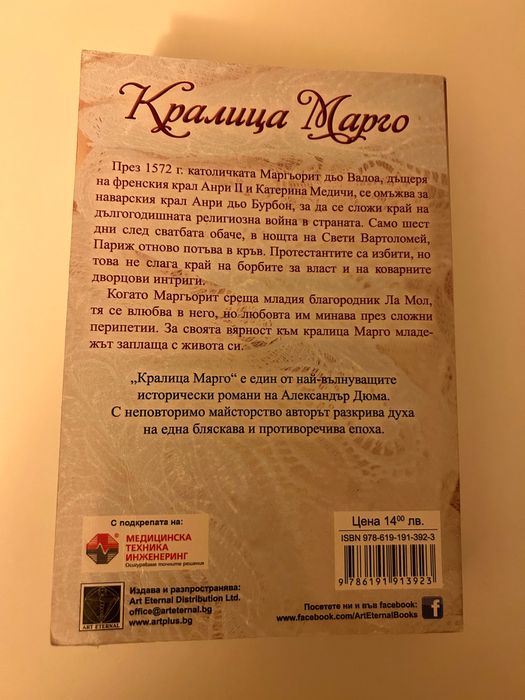 Кралица Марго
През 1572 г. католичката Маргьорит дьо Валоа, дъщеря
на френския крал Анри II и Катерина Медичи, се омъжва за
наварския крал Анри дьо Бурбон, за да се сложи край на
дългогодишната религиозна война в страната. Само шест
дни след сватбата обаче, в нощта на Свети Вартоломей,
Париж отново потъва в кръв. Протестантите са избити, но
това не слага край на борбите за власт и на коварните
дворцови интриги.
Когато Маргьорит среща младия благородник Ла Мол,
тя се влюбва в него, но любовта им минава през сложни
перипетии. За своята вярност към кралица Марго младе-
жът заплаща с живота си.
„Кралица Марго“ е един от най-вълнуващите
исторически романи на Александър Дюма.
С неповторимо майсторство авторът разкрива духа
на една бляскава и противоречива епоха.
С подкрепата на:
МЕДИЦИНСКА
ТЕХНИКА
ИНЖЕНЕРИНГ
Осигуряваме точните решения
ART ETERNAL
Издава и разпространява:
Art Eternal Distribution Ltd.
office@arteternal.bg
www.artplus.bg
Цена 14⁰⁰ лв.
ISBN 978-619-191-392-3
9 786191 913923
Посетете ни и във facebook:
www.facebook.com/ArtEternalBooks
f